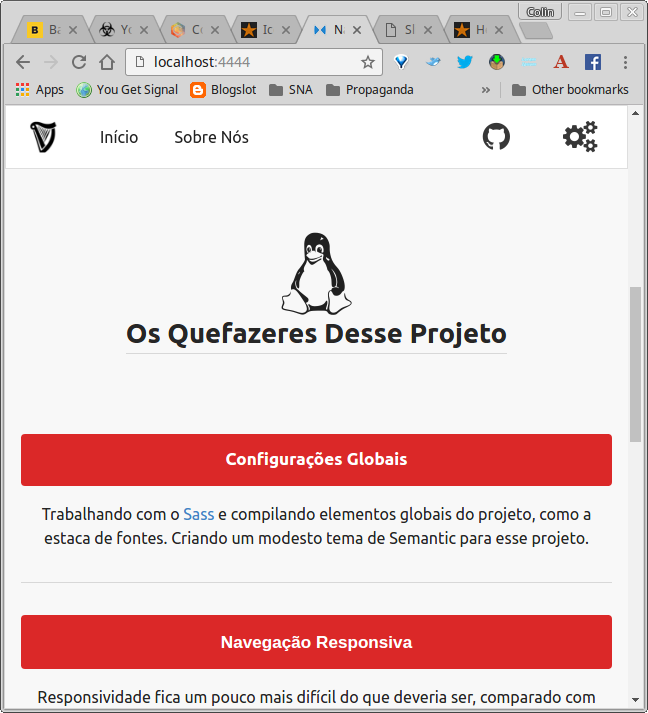 Colin
Ba
Yo
Co
Ic
Na
Sl
Ho
localhost:4444
Apps
You Get Signal
Blogslot
SNA
Propaganda
»
Other bookmarks
Início
Sobre Nós
Os Quefazeres Desse Projeto
Configurações Globais
Trabalhando com o Sass e compilando elementos globais do projeto, como a
estaca de fontes. Criando um modesto tema de Semantic para esse projeto.
Navegação Responsiva
Responsividade fica um pouco mais difícil do que deveria ser, comparado com